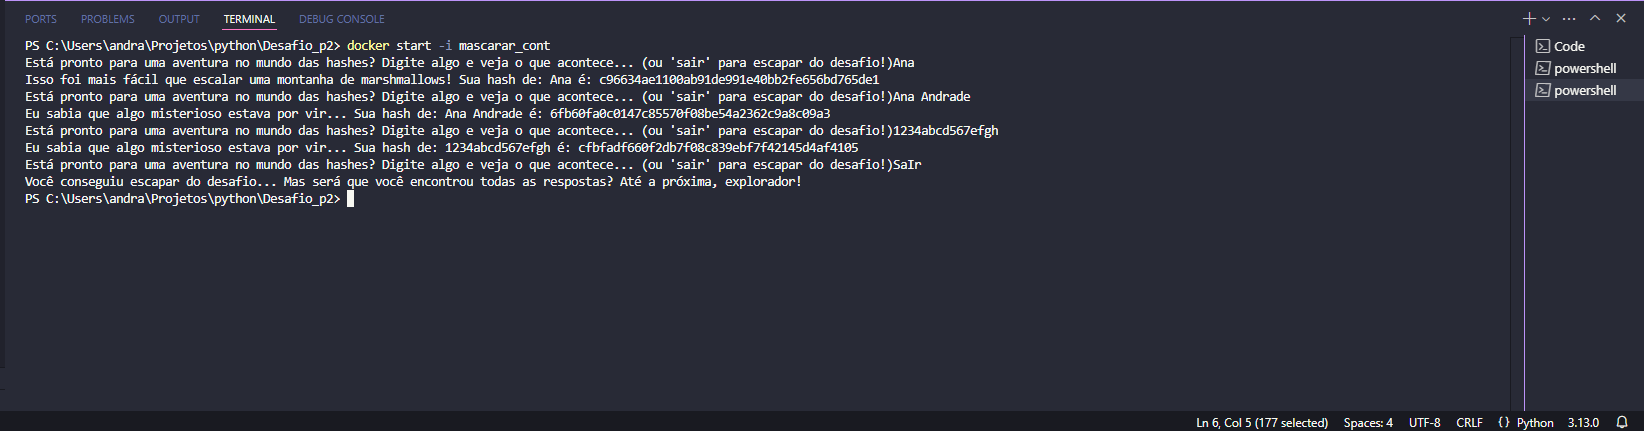 PORTS PROBLEMS OUTPUT TERMINAL DEBUG CONSOLE
PS C:\Users\andra\Projetos\python\Desafio_p2> docker start -i mascarar_cont
Está pronto para uma aventura no mundo das hashes? Digite algo e veja o que acontece... (ou 'sair' para escapar do desafio!)Ana
Isso foi mais fácil que escalar uma montanha de marshmallows! Sua hash de: Ana é: c96634ae1100ab91de991e40bb2fe656bd765de1
Está pronto para uma aventura no mundo das hashes? Digite algo e veja o que acontece... (ou 'sair' para escapar do desafio!)Ana Andrade
Eu sabia que algo misterioso estava por vir... Sua hash de: Ana Andrade é: 6fb60fa0c0147c85570f08be54a2362c9a8c09a3
Está pronto para uma aventura no mundo das hashes? Digite algo e veja o que acontece... (ou 'sair' para escapar do desafio!)1234abcd567efgh
Eu sabia que algo misterioso estava por vir... Sua hash de: 1234abcd567efgh é: cfbfadf660f2db7f08c839ebf7f42145d4af4105
Está pronto para uma aventura no mundo das hashes? Digite algo e veja o que acontece... (ou 'sair' para escapar do desafio!)SaIr
Você conseguiu escapar do desafio... Mas será que você encontrou todas as respostas? Até a próxima, explorador!
PS C:\Users\andra\Projetos\python\Desafio_p2>
Code
powershell
powershell
Ln 6, Col 5 (177 selected) Spaces: 4 UTF-8 CRLF {} Python 3.13.0